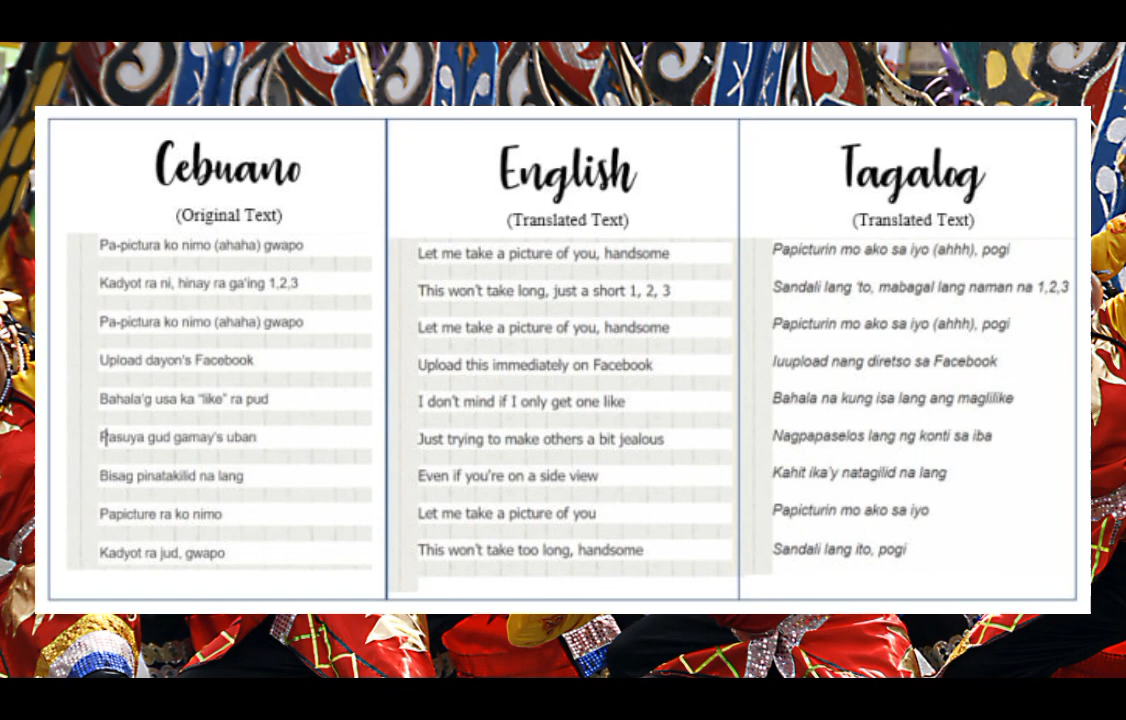 Cebuano
(Original Text)
Pa-pictura ko nimo (ahaha) gwapo
Kadyot ra ni, hinay ra ga'ing 1,2,3
Pa-pictura ko nimo (ahaha) gwapo
Upload dayon's Facebook
Bahala'g usa ka “like” ra pud
Pasuya gud gamay's uban
Bisag pinatakilid na lang
Papicture ra ko nimo
Kadyot ra jud, gwapo
English
(Translated Text)
Let me take a picture of you, handsome
This won't take long, just a short 1, 2, 3
Let me take a picture of you, handsome
Upload this immediately on Facebook
I don't mind if I only get one like
Just trying to make others a bit jealous
Even if you're on a side view
Let me take a picture of you
This won't take too long, handsome
Tagalog
(Translated Text)
Papicturin mo ako sa iyo (ahhh), pogi
Sandali lang 'to, mabagal lang naman na 1,2,3
Papicturin mo ako sa iyo (ahhh), pogi
Iuupload nang diretso sa Facebook
Bahala na kung isa lang ang maglilike
Nagpapaselos lang ng konti sa iba
Kahit ika'y natagilid na lang
Papicturin mo ako sa iyo
Sandali lang ito, pogi